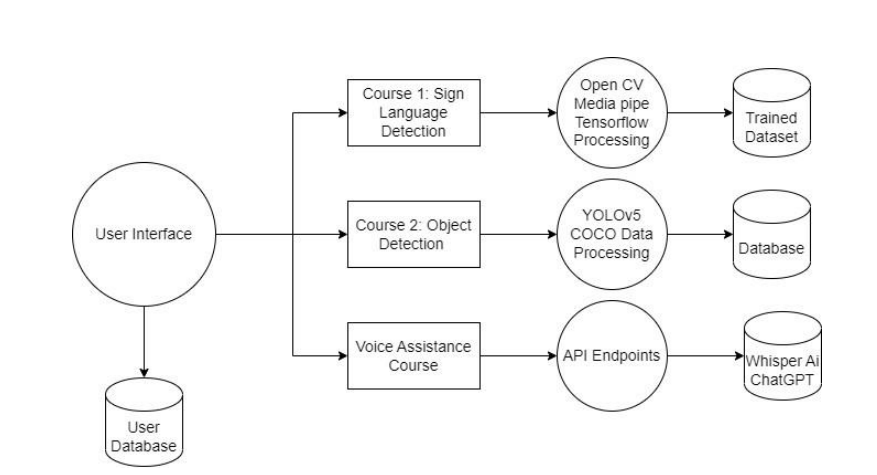 Course 1: Sign
Language
Detection
Open CV
Media pipe
Tensorflow
Processing
Trained
Dataset
User Interface
Course 2: Object
Detection
YOLOv5
COCO Data
Processing
Database
Voice Assistance
Course
API Endpoints
Whisper Ai
ChatGPT
User
Database